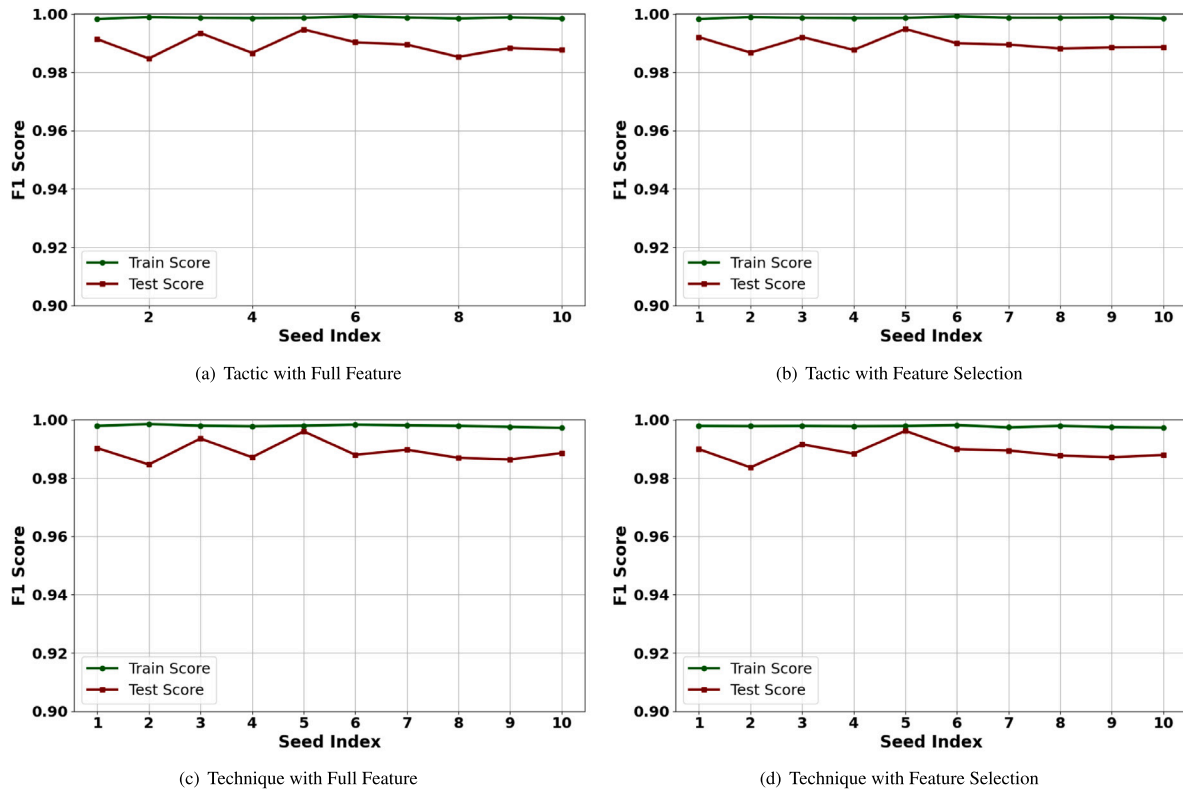 1.00
0.98
0.96
0.94
0.92
0.90
F1 Score
Train Score
Test Score
2 4 6 8 10
Seed Index
(a) Tactic with Full Feature
1.00
0.98
0.96
0.94
0.92
0.90
F1 Score
Train Score
Test Score
1 2 3 4 5 6 7 8 9 10
Seed Index
(b) Tactic with Feature Selection
1.00
0.98
0.96
0.94
0.92
0.90
F1 Score
Train Score
Test Score
1 2 3 4 5 6 7 8 9 10
Seed Index
(c) Technique with Full Feature
1.00
0.98
0.96
0.94
0.92
0.90
F1 Score
Train Score
Test Score
1 2 3 4 5 6 7 8 9 10
Seed Index
(d) Technique with Feature Selection